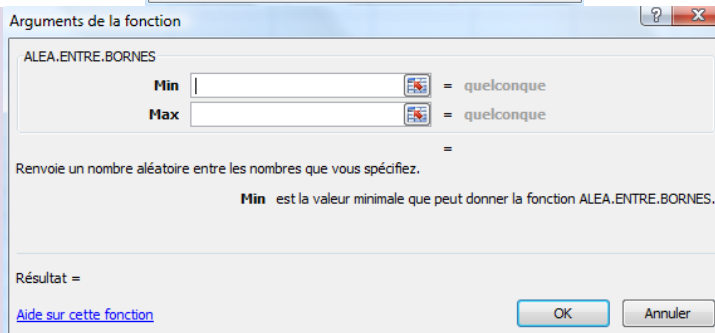 Arguments de la fonction
ALEA.ENTRE.BORNES
Min = quelconque
Max = quelconque
=
Renvoie un nombre aléatoire entre les nombres que vous spécifiez.
Min est la valeur minimale que peut donner la fonction ALEA.ENTRE.BORNES.
Résultat =
Aide sur cette fonction OK Annuler